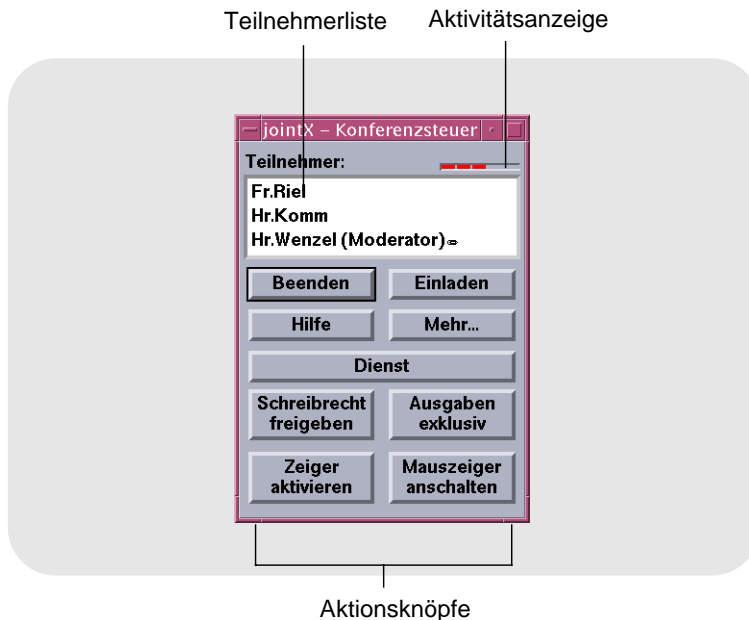 Teilnehmerliste Aktivitätsanzeige
jointX – Konferenzsteuer
Teilnehmer:
Fr.Riel
Hr.Komm
Hr.Wenzel (Moderator)
Beenden Einladen
Hilfe Mehr...
Dienst
Schreibrecht Ausgaben
freigeben exklusiv
Zeiger Mauszeiger
aktivieren anschalten
Aktionsknöpfe